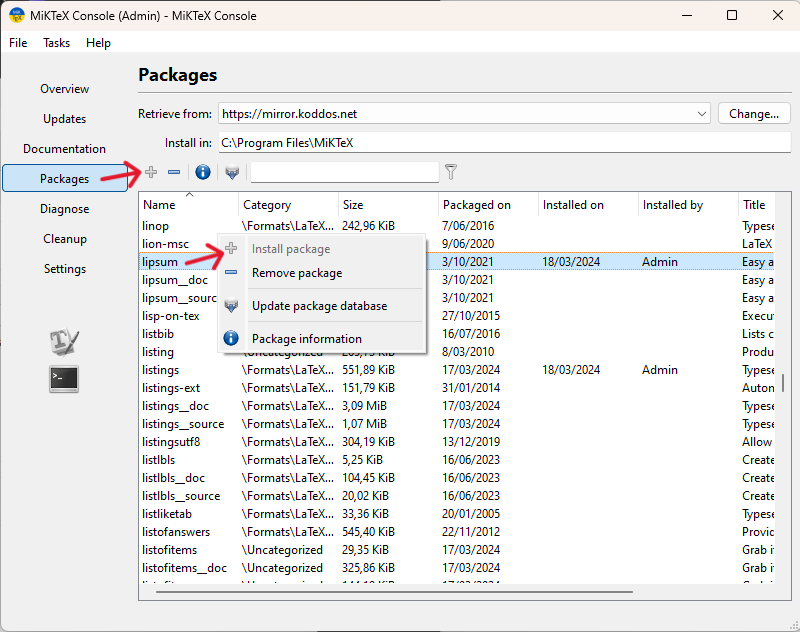 MiKTeX Console (Admin) - MiKTeX Console
File Tasks Help
Overview
Updates
Documentation
Packages
Diagnose
Cleanup
Settings
Packages
Retrieve from: https://mirror.koddos.net Change...
Install in: C:\Program Files\MiKTeX
Name Category Size Packaged on Installed on Installed by Title
linop \Formats\LaTeX... 242,96 KiB 7/06/2016 Typese
lion-msc 9/06/2020 LaTeX
lipsum 3/10/2021 18/03/2024 Admin Easy a
lipsum__doc 3/10/2021 Easy a
lipsum__sourc 3/10/2021 Easy a
lisp-on-tex 27/10/2015 Execut
listbib 16/07/2016 Lists c
listing 8/03/2010 Produ
Install package
Remove package
Update package database
Package information
listings \Formats\LaTeX... 551,89 KiB 17/03/2024 18/03/2024 Admin Typese
listings-ext \Formats\LaTeX... 151,79 KiB 31/01/2014 Autom
listings__doc \Formats\LaTeX... 3,09 MiB 17/03/2024 Typese
listings__source \Formats\LaTeX... 1,07 MiB 17/03/2024 Typese
listingsutf8 \Formats\LaTeX... 304,19 KiB 13/12/2019 Allow
listlbls \Formats\LaTeX... 5,25 KiB 16/06/2023 Create
listlbls__doc \Formats\LaTeX... 104,45 KiB 16/06/2023 Create
listlbls__source \Formats\LaTeX... 20,02 KiB 16/06/2023 Create
listliketab \Formats\LaTeX... 33,36 KiB 20/01/2005 Typese
listofanswers \Formats\LaTeX... 545,40 KiB 22/11/2012 Provid
listofitems \Uncategorized 29,35 KiB 17/03/2024 Grab it
listofitems__doc \Uncategorized 325,86 KiB 17/03/2024 Grab it